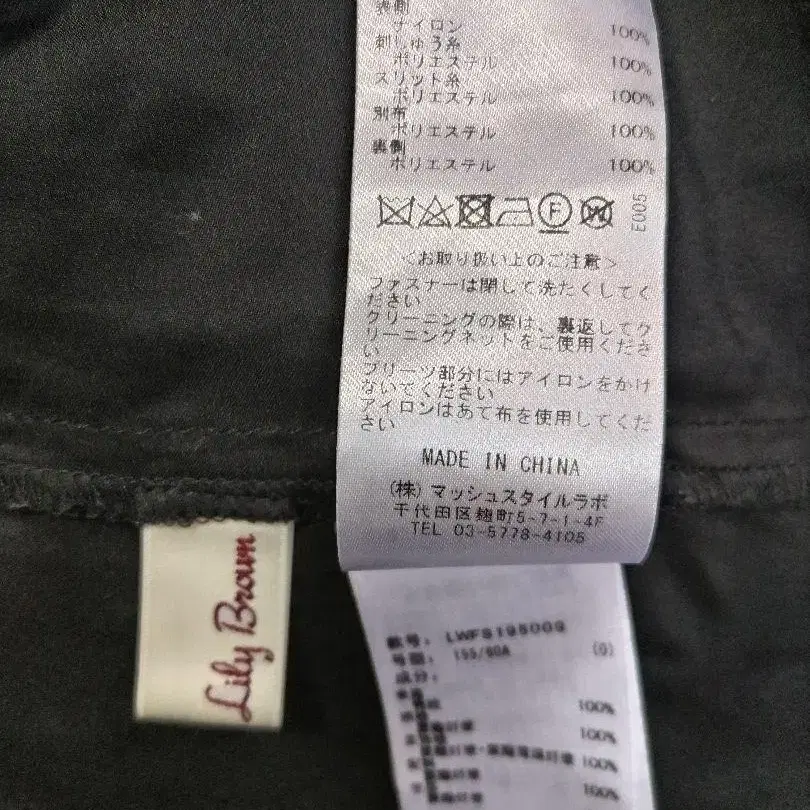 表側
ナイロン 100%
刺しゅう糸
ポリエステル 100%
スリット糸
ポリエステル 100%
別布
ポリエステル 100%
裏側
ポリエステル 100%
F W E005
＜お取り扱い上のご注意＞
ファスナーは閉じて洗たくしてく
ださい
クリーニングの際は、裏返してク
リーニングネットをご使用くださ
い
プリーツ部分にはアイロンをかけ
ないでください
アイロンはあて布を使用してくだ
さい
MADE IN CHINA
(株) マッシュスタイルラボ
千代田区麹町5-7-1-4F
TEL 03-5778-4105
Lily Brown
款号: LWFS195009
号型: 155/60A (0)
成分:
100%
100%
100%
100%